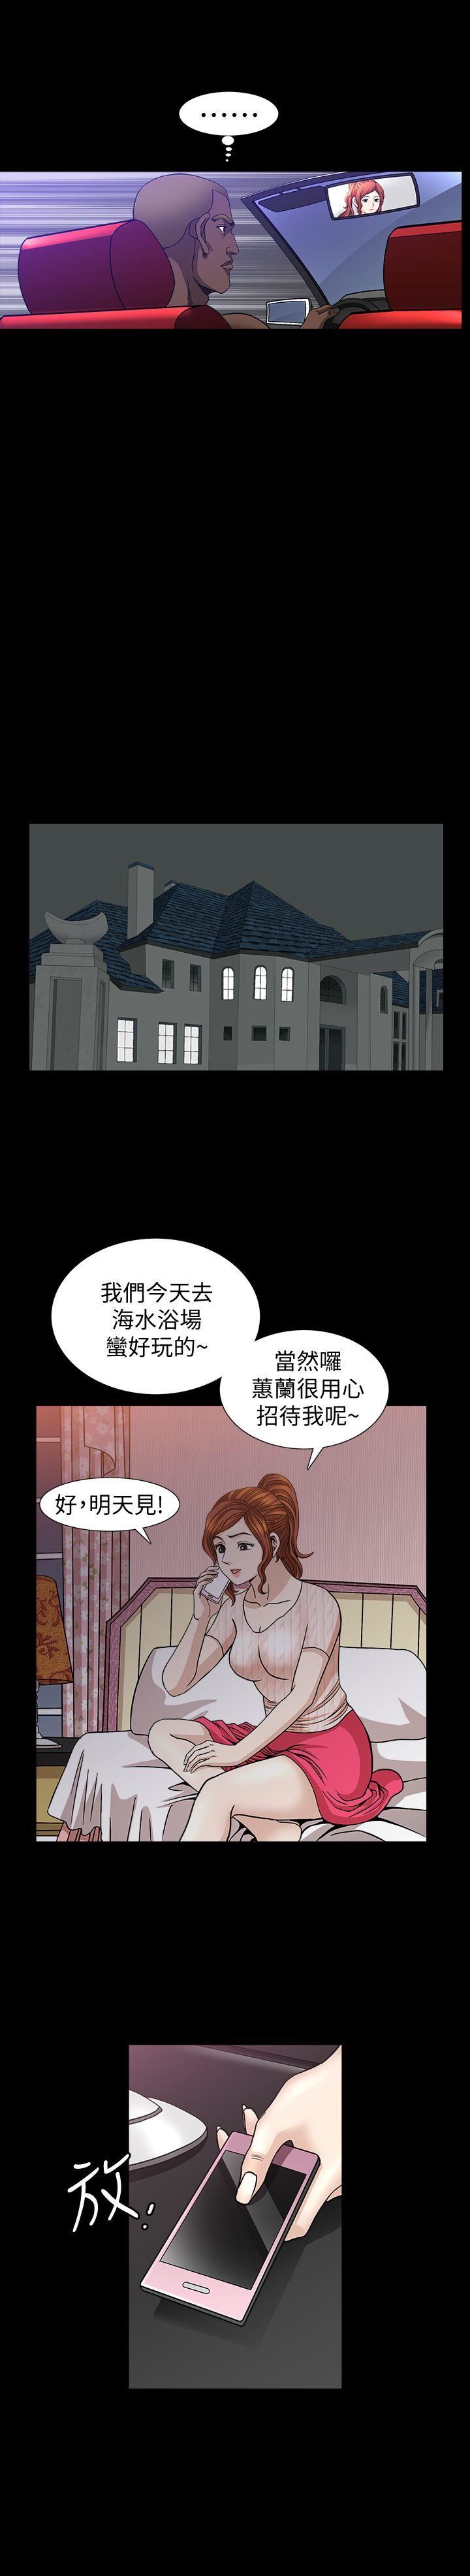 ......
我們今天去
海水浴場
蠻好玩的~
當然囉
蕙蘭很用心
招待我呢~
好,明天見!
放